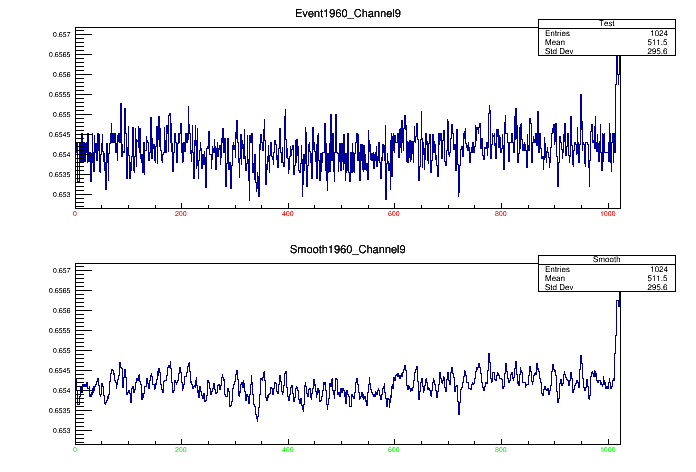 Event1960_Channel9
Test
Entries 1024
Mean 511.5
Std Dev 295.6
0.657
0.6565
0.656
0.6555
0.655
0.6545
0.654
0.6535
0.653
0 200 400 600 800 1000
Smooth1960_Channel9
Smooth
Entries 1024
Mean 511.5
Std Dev 295.6
0.657
0.6565
0.656
0.6555
0.655
0.6545
0.654
0.6535
0.653
0 200 400 600 800 1000